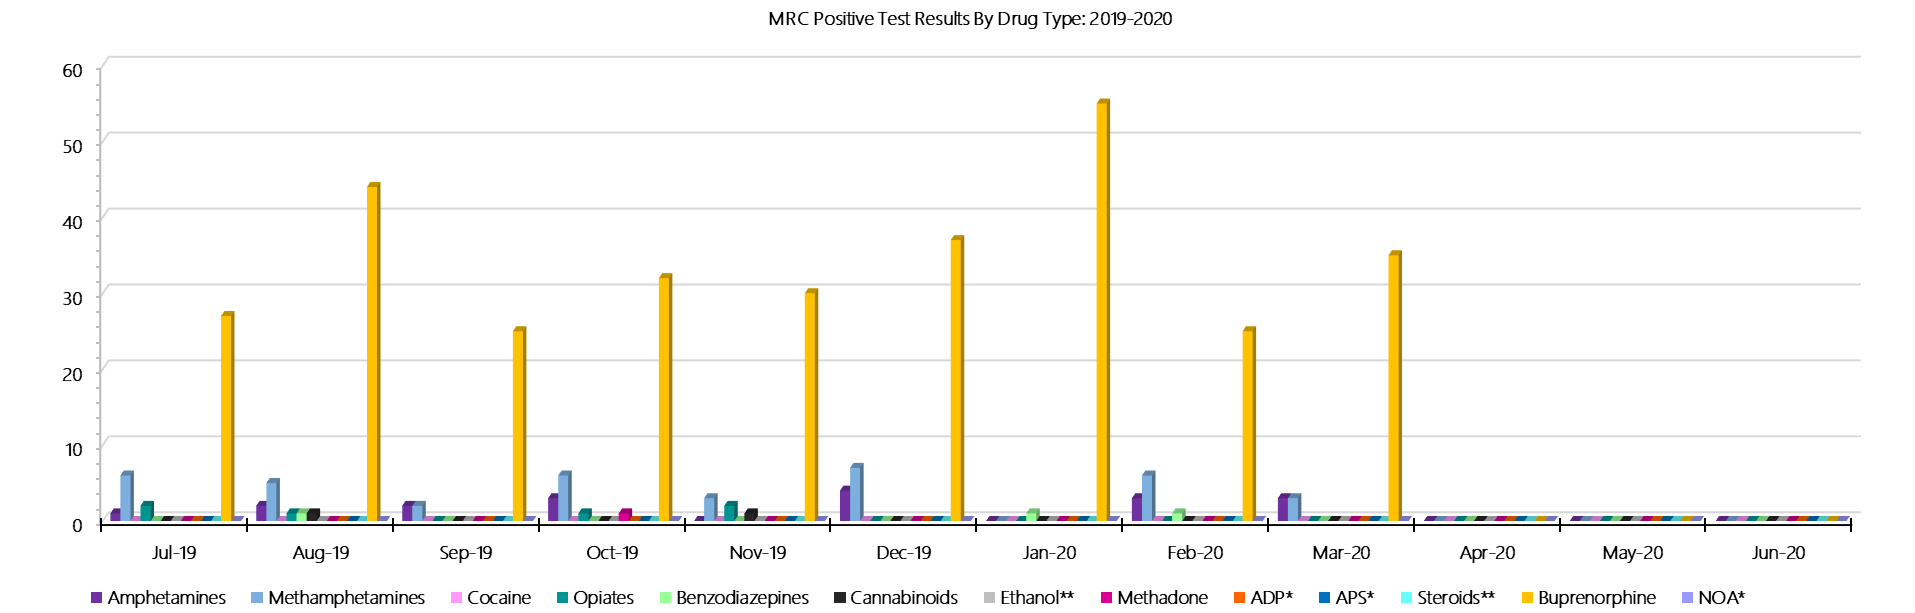 MRC Positive Test Results By Drug Type: 2019-2020
60
50
40
30
20
10
0
Jul-19 Aug-19 Sep-19 Oct-19 Nov-19 Dec-19 Jan-20 Feb-20 Mar-20 Apr-20 May-20 Jun-20
Amphetamines Methamphetamines Cocaine Opiates Benzodiazepines Cannabinoids Ethanol** Methadone ADP* APS* Steroids** Buprenorphine NOA*